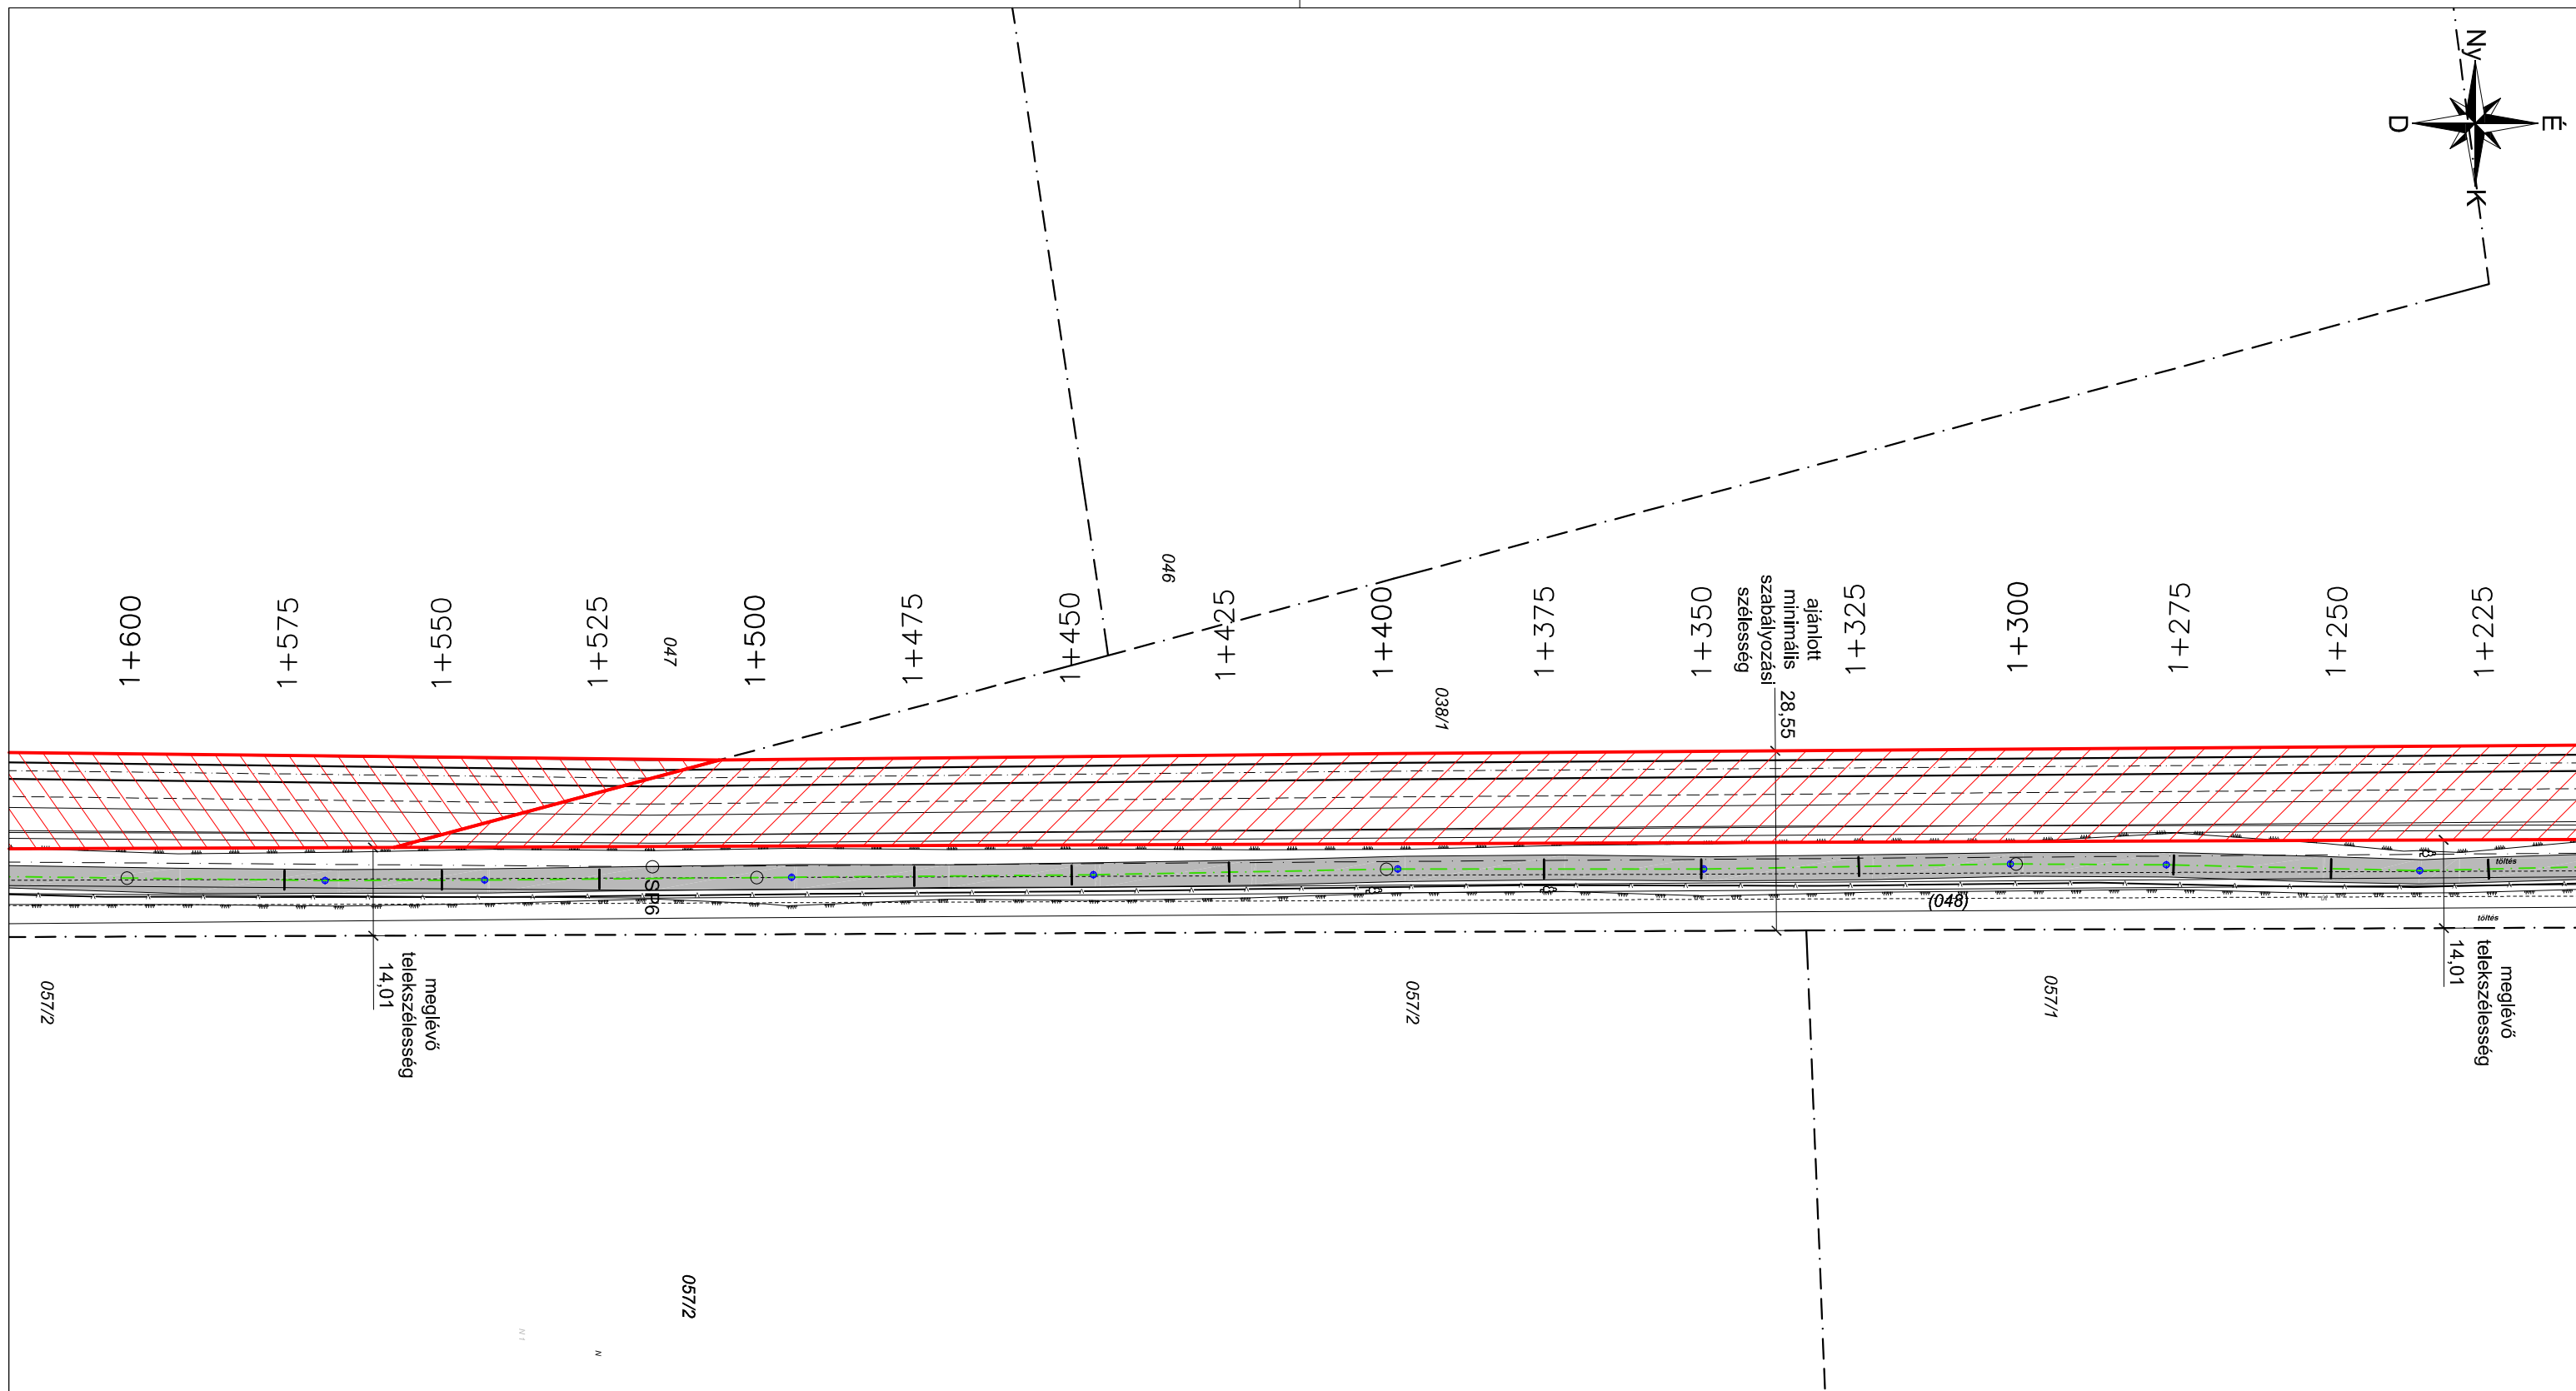 Ny
É
D
K
046
1+600
1+575
1+550
1+525
047
1+500
1+475
1+450
1+425
1+400
1+375
1+350
ajánlott
minimális
szabályozási
szélesség
28,55
1+325
1+300
1+275
1+250
1+225
038/1
töltés
SP6
(048)
töltés
057/2
meglévő
telekszélesség
14,01
057/2
057/1
meglévő
telekszélesség
14,01
057/2
N